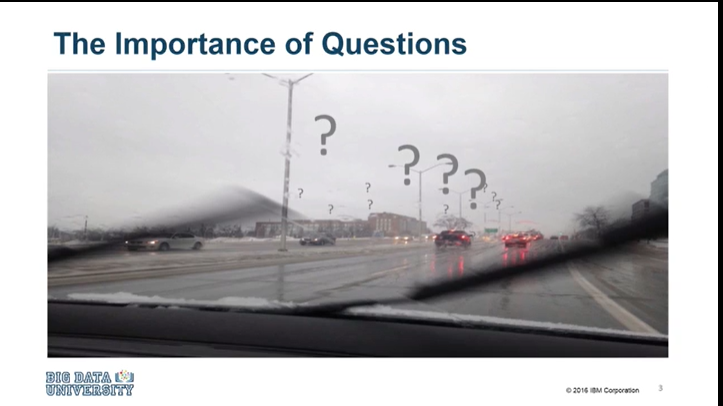 The Importance of Questions
?
? ? ?
? ? ? ? ? ? ?
BIG DATA
UNIVERSITY
© 2016 IBM Corporation
3